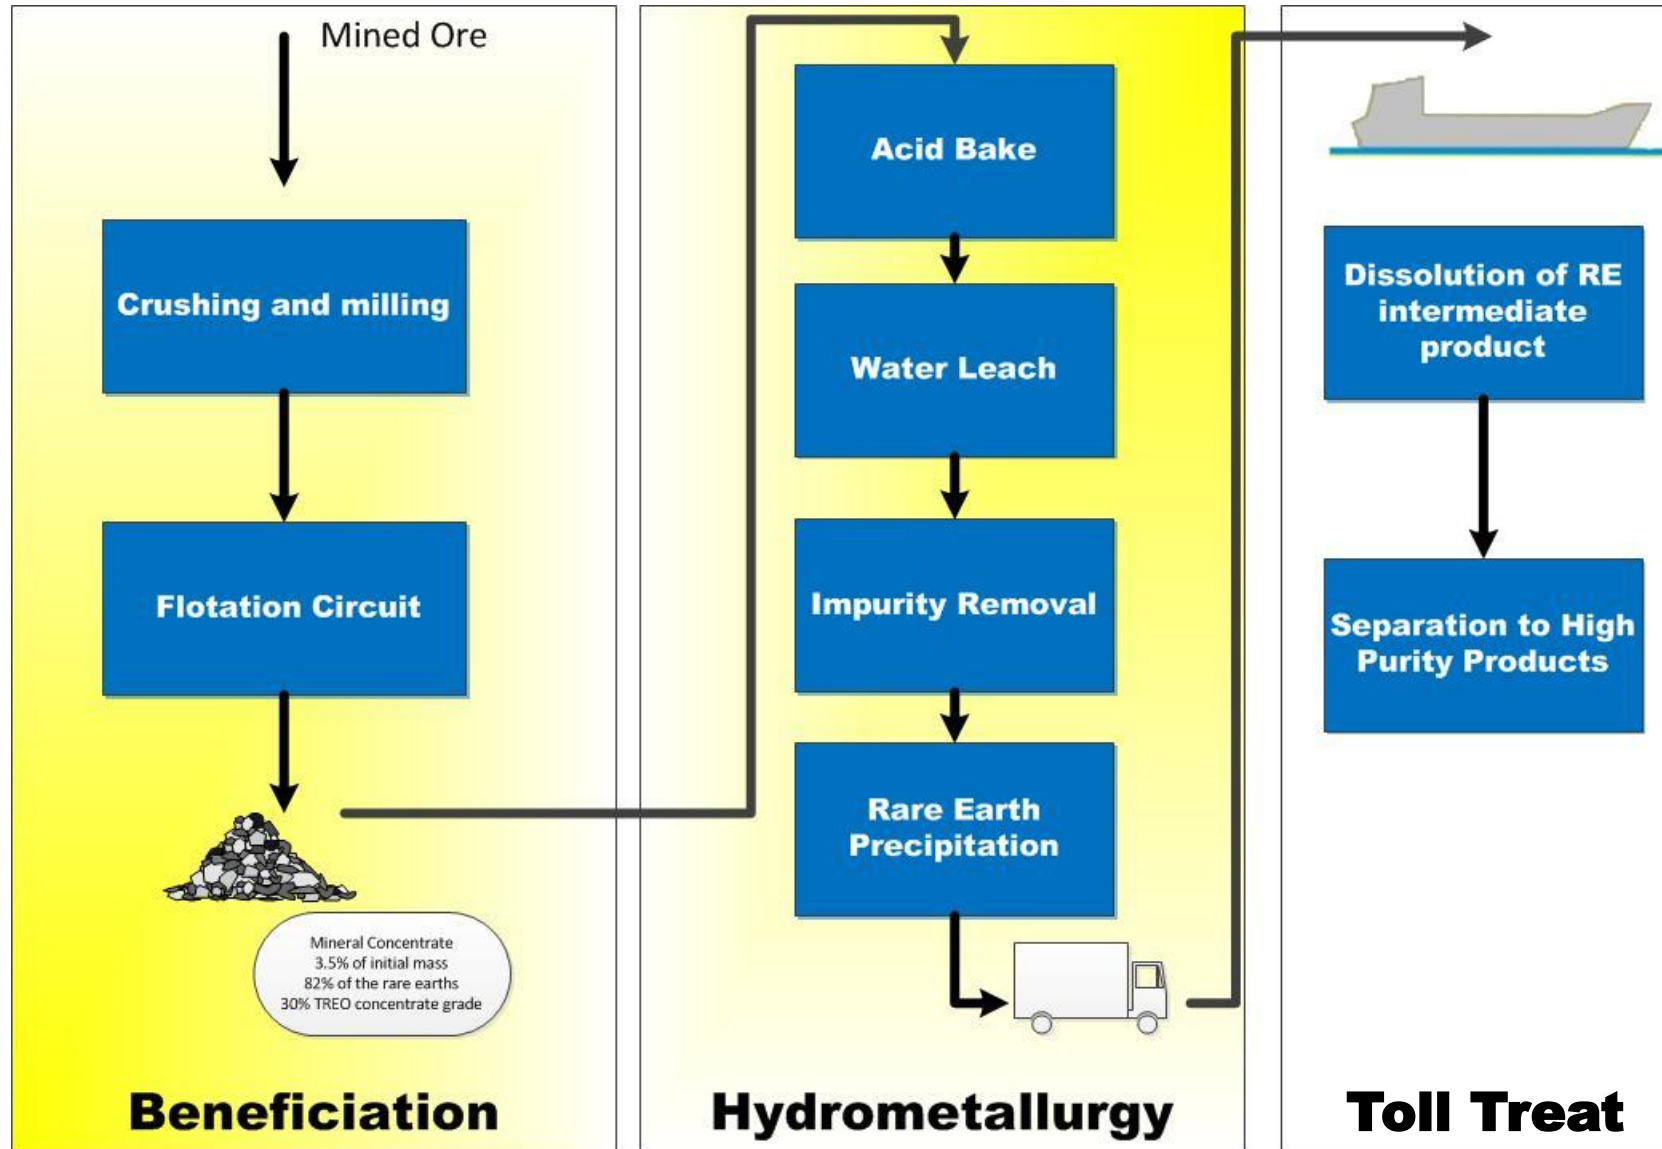 Mined Ore
Crushing and milling
Flotation Circuit
Mineral Concentrate
3.5% of initial mass
82% of the rare earths
30% TREO concentrate grade
Beneficiation
Acid Bake
Water Leach
Impurity Removal
Rare Earth
Precipitation
Hydrometallurgy
Dissolution of RE
intermediate
product
Separation to High
Purity Products
Toll Treat